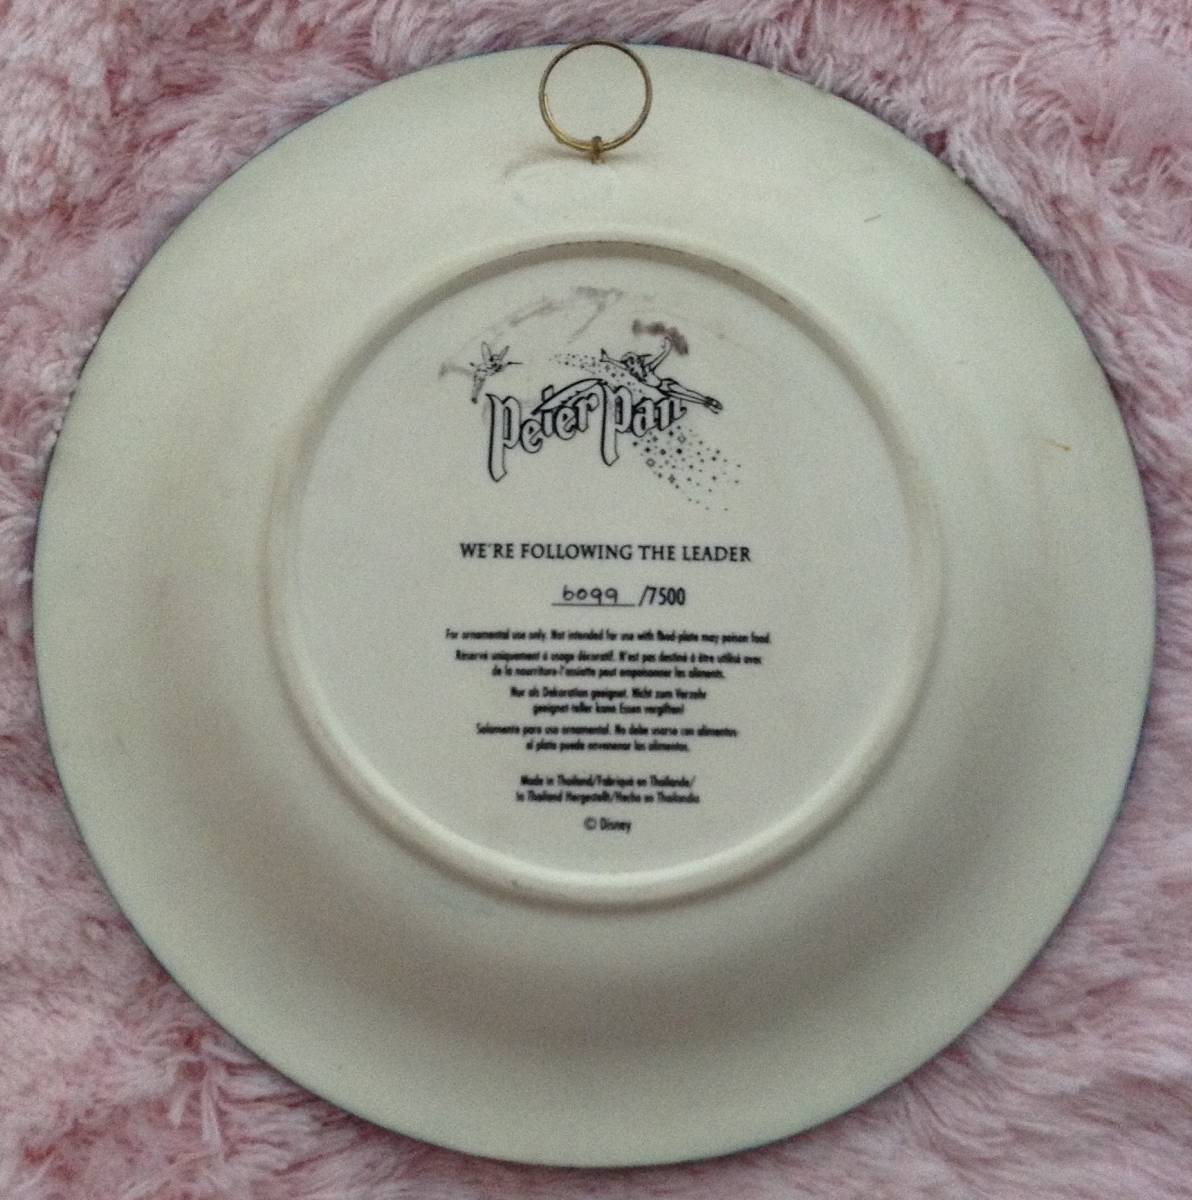 Peter Pan
WE'RE FOLLOWING THE LEADER
6099 /7500
For ornamental use only. Not intended for use with food-plate may poison food.
Réservé uniquement à usage décoratif. N'est pas destiné à être utilisé avec
de la nourriture-l'assiette peut empoisonner les aliments.
Nur als Dekoration geeignet. Nicht zum Verzehr
geeignet-teller kann Essen vergiften!
Solamente para uso ornamental. No debe usarse con alimentos-
el plato puede envenenar los alimentos.
Made in Thailand/Fabriqué en Thaïlande/
In Thailand Hergestellt/Hecho en Thailandia
© Disney